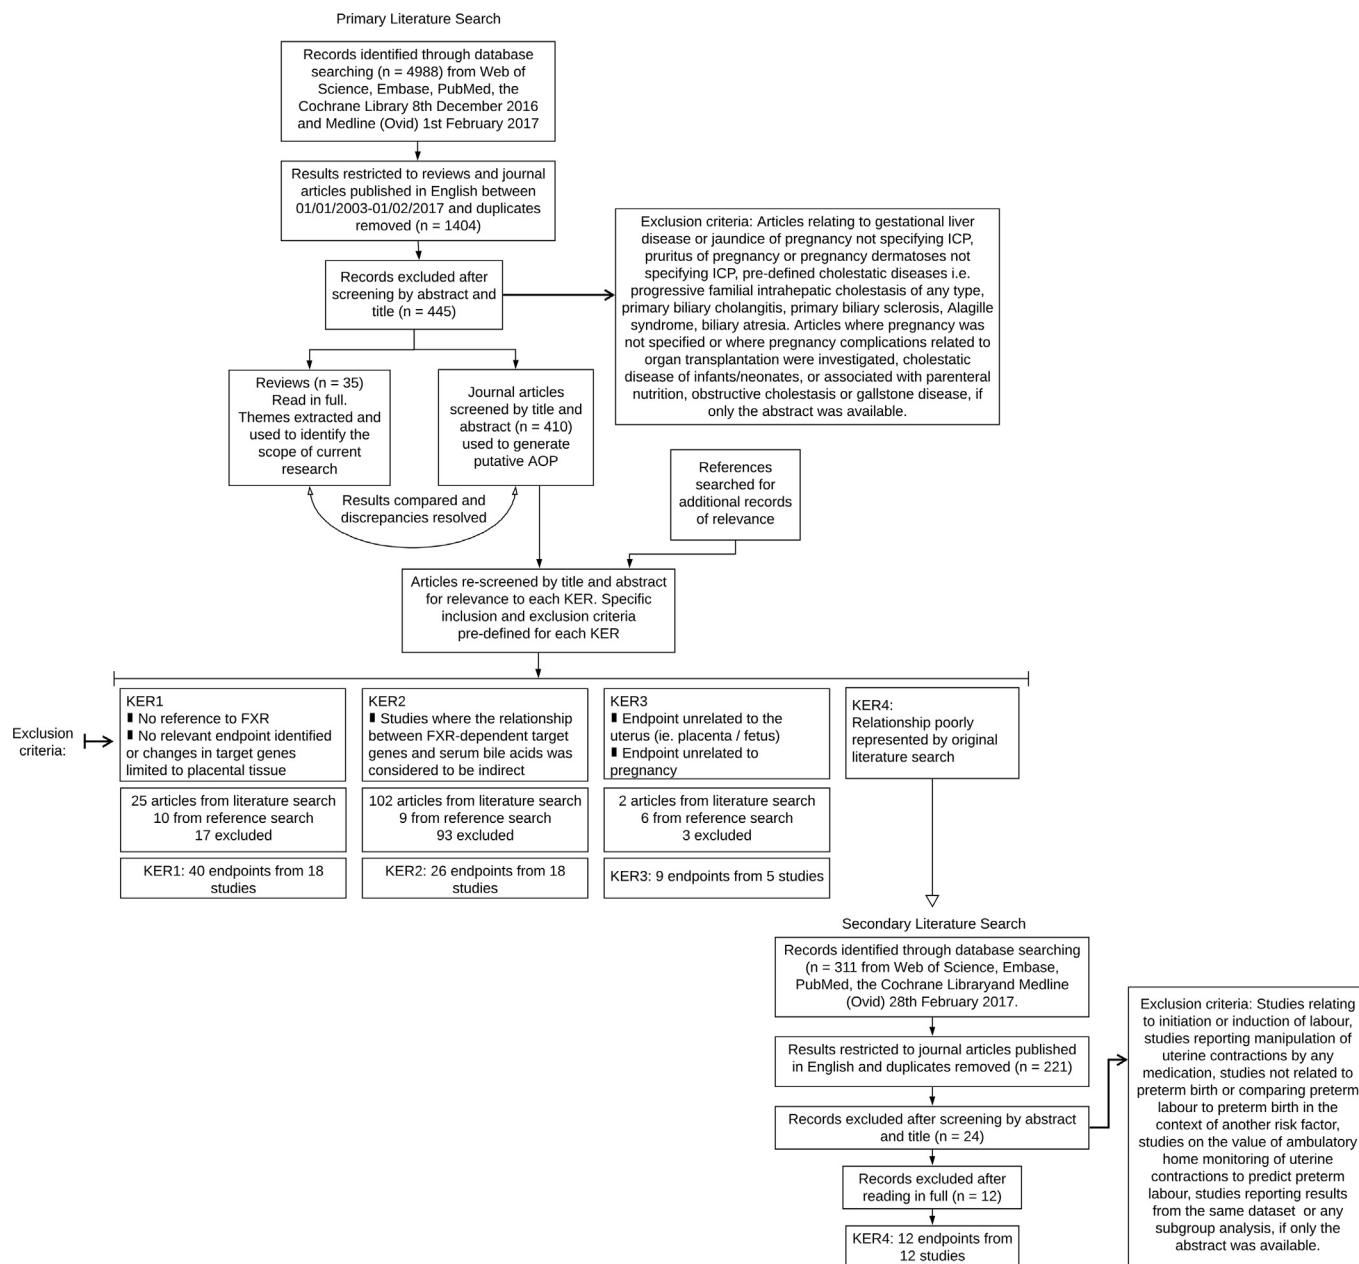 Primary Literature Search
Records identified through database
searching (n = 4988) from Web of
Science, Embase, PubMed, the
Cochrane Library 8th December 2016
and Medline (Ovid) 1st February 2017
Results restricted to reviews and journal
articles published in English between
01/01/2003-01/02/2017 and duplicates
removed (n = 1404)
Records excluded after
screening by abstract and
title (n = 445)
Exclusion criteria: Articles relating to gestational liver
disease or jaundice of pregnancy not specifying ICP,
pruritus of pregnancy or pregnancy dermatoses not
specifying ICP, pre-defined cholestatic diseases i.e.
progressive familial intrahepatic cholestasis of any type,
primary biliary cholangitis, primary biliary sclerosis, Alagille
syndrome, biliary atresia. Articles where pregnancy was
not specified or where pregnancy complications related to
organ transplantation were investigated, cholestatic
disease of infants/neonates, or associated with parenteral
nutrition, obstructive cholestasis or gallstone disease, if
only the abstract was available.
Reviews (n = 35)
Read in full.
Themes extracted and
used to identify the
scope of current
research
Journal articles
screened by title and
abstract (n = 410)
used to generate
putative AOP
Results compared and
discrepancies resolved
References
searched for
additional records
of relevance
Articles re-screened by title and abstract
for relevance to each KER. Specific
inclusion and exclusion criteria
pre-defined for each KER
Exclusion
criteria:
KER1
▮ No reference to FXR
▮ No relevant endpoint identified
or changes in target genes
limited to placental tissue
25 articles from literature search
10 from reference search
17 excluded
KER1: 40 endpoints from 18
studies
KER2
▮ Studies where the relationship
between FXR-dependent target
genes and serum bile acids was
considered to be indirect
102 articles from literature search
9 from reference search
93 excluded
KER2: 26 endpoints from 18
studies
KER3
▮ Endpoint unrelated to the
uterus (ie. placenta / fetus)
▮ Endpoint unrelated to
pregnancy
2 articles from literature search
6 from reference search
3 excluded
KER3: 9 endpoints from 5 studies
KER4:
Relationship poorly
represented by original
literature search
Secondary Literature Search
Records identified through database searching
(n = 311 from Web of Science, Embase,
PubMed, the Cochrane Libraryand Medline
(Ovid) 28th February 2017.
Results restricted to journal articles published
in English and duplicates removed (n = 221)
Records excluded after screening by abstract
and title (n = 24)
Records excluded after
reading in full (n = 12)
KER4: 12 endpoints from
12 studies
Exclusion criteria: Studies relating
to initiation or induction of labour,
studies reporting manipulation of
uterine contractions by any
medication, studies not related to
preterm birth or comparing preterm
labour to preterm birth in the
context of another risk factor,
studies on the value of ambulatory
home monitoring of uterine
contractions to predict preterm
labour, studies reporting results
from the same dataset or any
subgroup analysis, if only the
abstract was available.